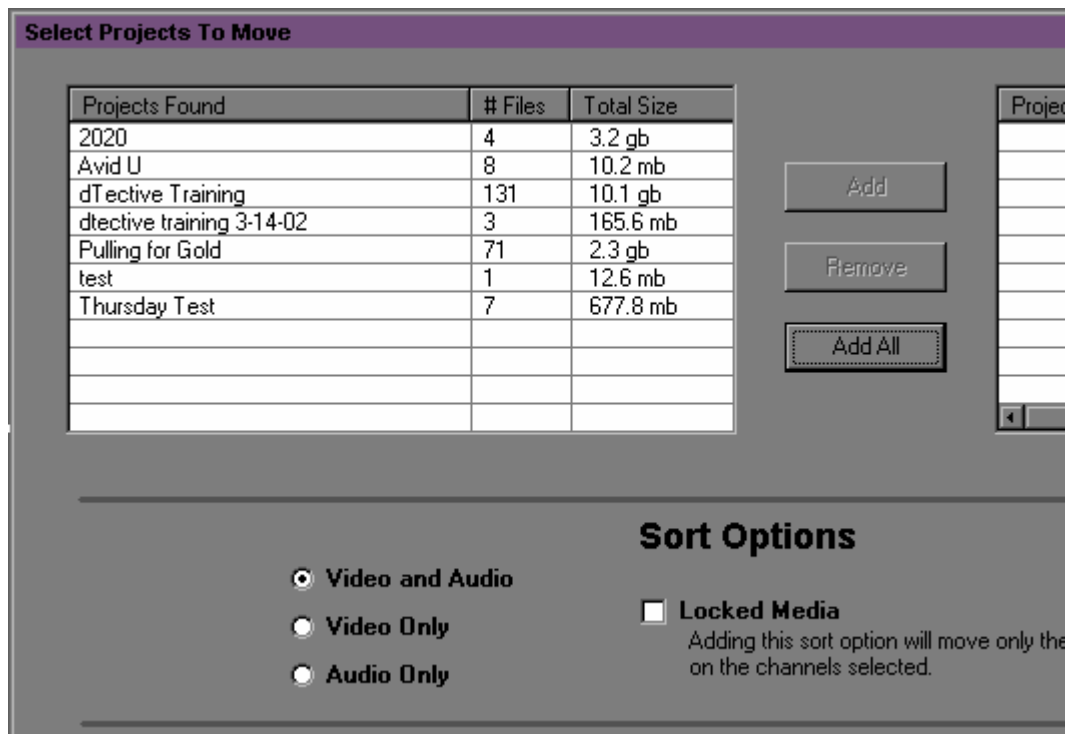 Select Projects To Move
Projects Found # Files Total Size Projec
2020 4 3.2 gb
Avid U 8 10.2 mb
dTective Training 131 10.1 gb
dtective training 3-14-02 3 165.6 mb
Pulling for Gold 71 2.3 gb
test 1 12.6 mb
Thursday Test 7 677.8 mb
Add
Remove
Add All
Sort Options
Video and Audio
Video Only
Audio Only
Locked Media
Adding this sort option will move only the
on the channels selected.